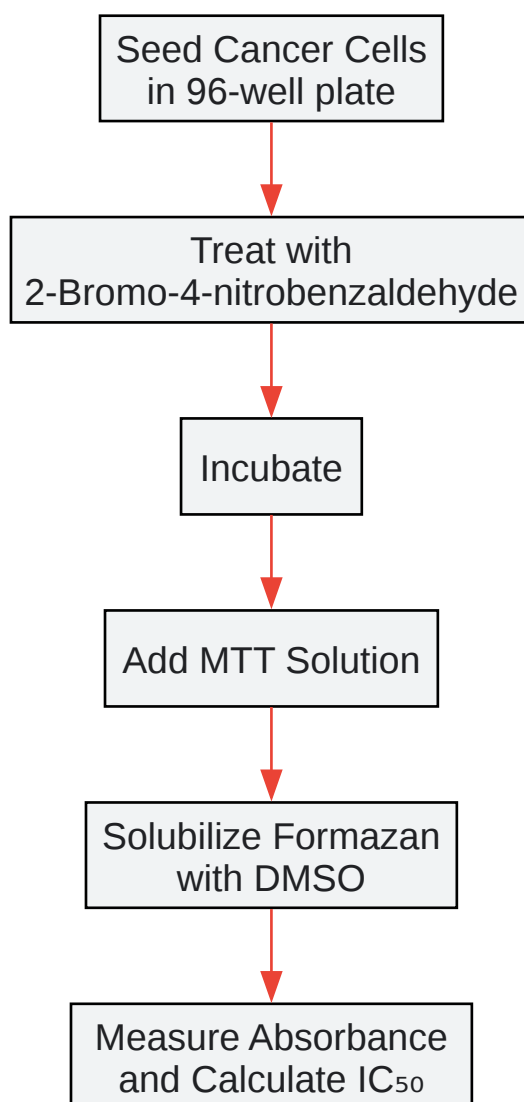 Seed Cancer Cells
in 96-well plate
Treat with
2-Bromo-4-nitrobenzaldehyde
Incubate
Add MTT Solution
Solubilize Formazan
with DMSO
Measure Absorbance
and Calculate IC₅₀